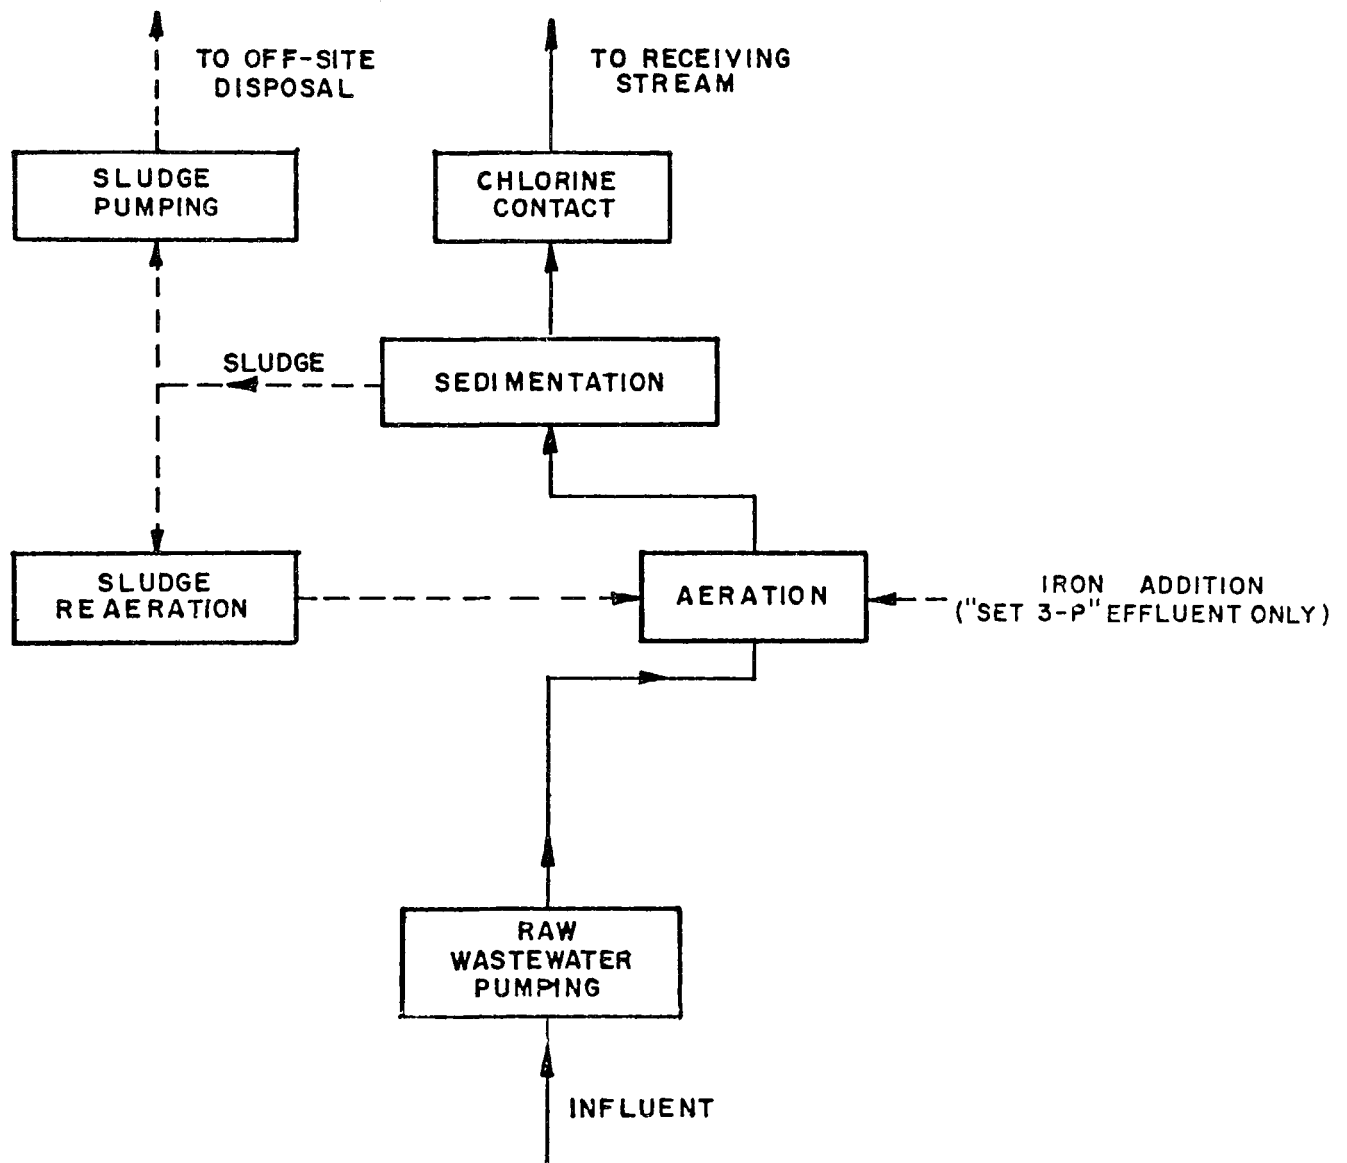 TO OFF-SITE
DISPOSAL
TO RECEIVING
STREAM
SLUDGE
PUMPING
CHLORINE
CONTACT
SLUDGE
SEDIMENTATION
SLUDGE
REAERATION
AERATION
IRON ADDITION
("SET 3-P" EFFLUENT ONLY)
RAW
WASTEWATER
PUMPING
INFLUENT